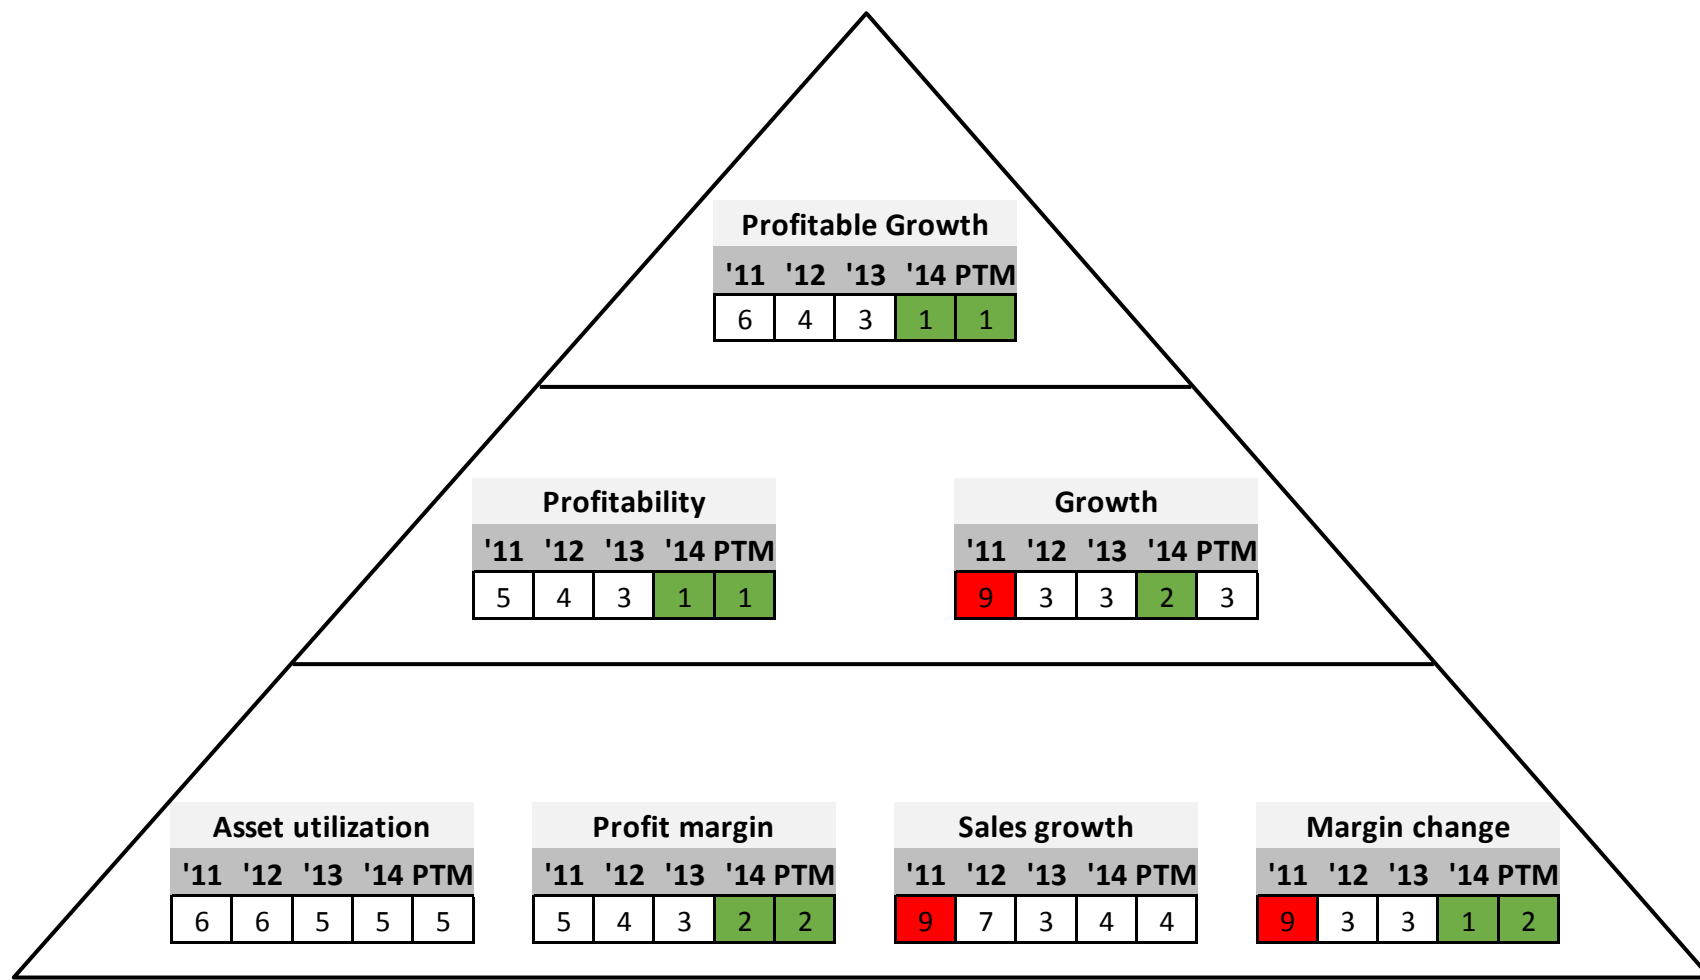 Profitable Growth
'11 '12 '13 '14 PTM
6 4 3 1 1
Profitability
'11 '12 '13 '14 PTM
5 4 3 1 1
Growth
'11 '12 '13 '14 PTM
9 3 3 2 3
Asset utilization
'11 '12 '13 '14 PTM
6 6 5 5 5
Profit margin
'11 '12 '13 '14 PTM
5 4 3 2 2
Sales growth
'11 '12 '13 '14 PTM
9 7 3 4 4
Margin change
'11 '12 '13 '14 PTM
9 3 3 1 2